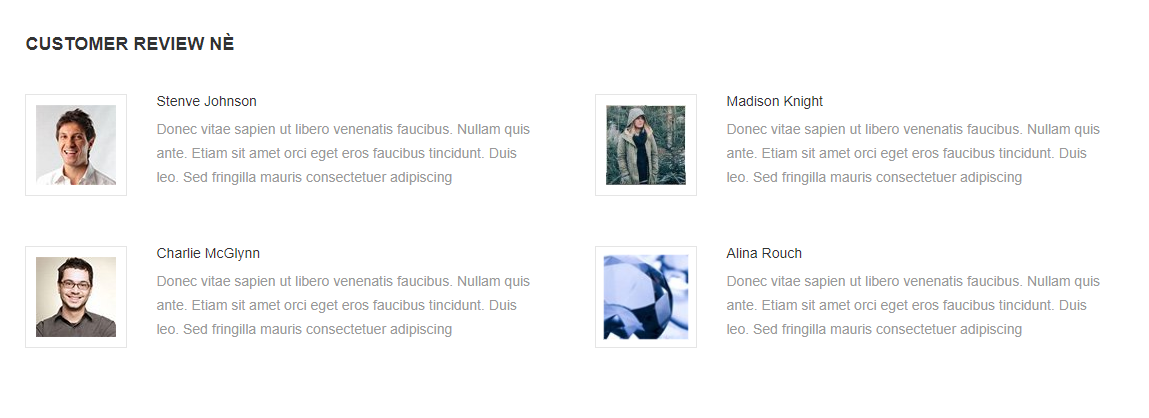 CUSTOMER REVIEW NÈ
Stenve Johnson
Donec vitae sapien ut libero venenatis faucibus. Nullam quis
ante. Etiam sit amet orci eget eros faucibus tincidunt. Duis
leo. Sed fringilla mauris consectetuer adipiscing
Madison Knight
Donec vitae sapien ut libero venenatis faucibus. Nullam quis
ante. Etiam sit amet orci eget eros faucibus tincidunt. Duis
leo. Sed fringilla mauris consectetuer adipiscing
Charlie McGlynn
Donec vitae sapien ut libero venenatis faucibus. Nullam quis
ante. Etiam sit amet orci eget eros faucibus tincidunt. Duis
leo. Sed fringilla mauris consectetuer adipiscing
Alina Rouch
Donec vitae sapien ut libero venenatis faucibus. Nullam quis
ante. Etiam sit amet orci eget eros faucibus tincidunt. Duis
leo. Sed fringilla mauris consectetuer adipiscing